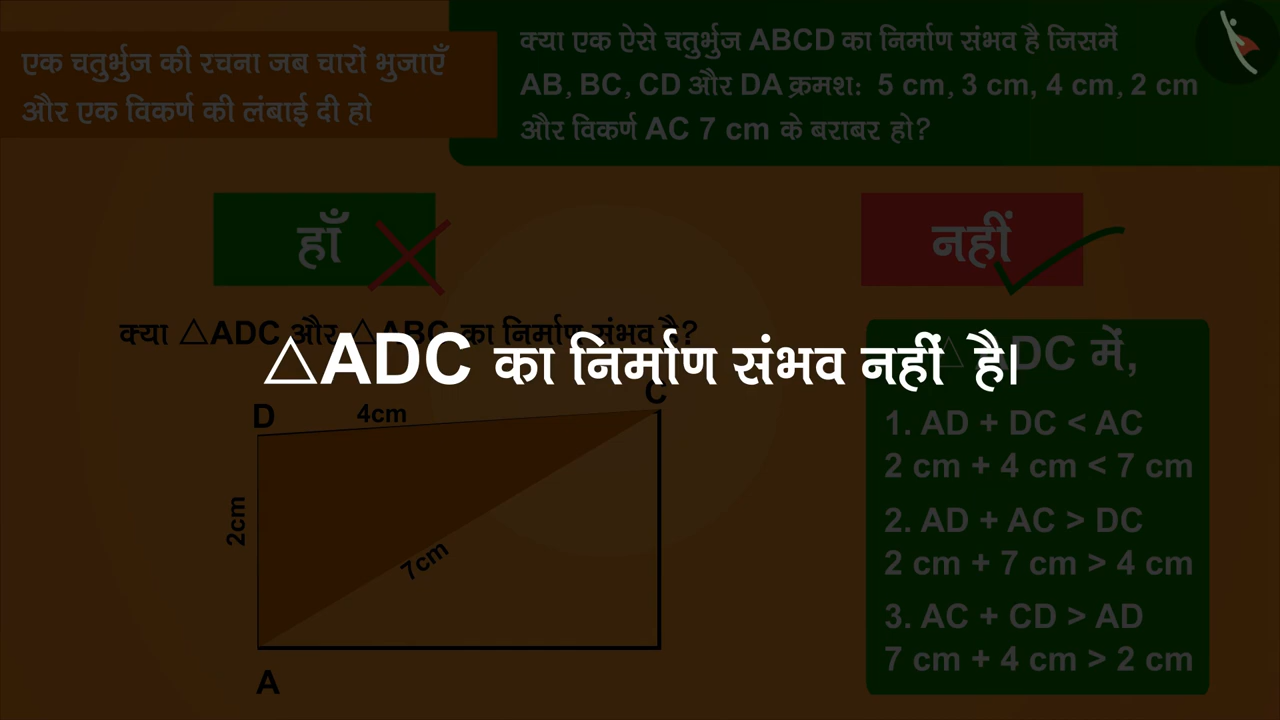 एक चतुर्भुज की रचना जब चारों भुजाएँ
और एक विकर्ण की लंबाई दी हो
क्या एक ऐसे चतुर्भुज ABCD का निर्माण संभव है जिसमें
AB, BC, CD और DA क्रमश: 5 cm, 3 cm, 4 cm, 2 cm
और विकर्ण AC 7 cm के बराबर हो?
हाँ
नहीं
क्या △ADC और △ABC का निर्माण संभव है?
△ADC का निर्माण संभव नहीं है।
△ADC में,
1. AD + DC < AC
2 cm + 4 cm < 7 cm
2. AD + AC > DC
2 cm + 7 cm > 4 cm
3. AC + CD > AD
7 cm + 4 cm > 2 cm
D
4cm
C
2cm
7cm
A